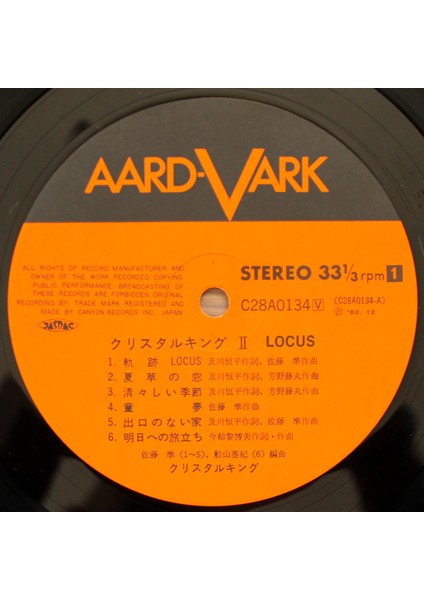 AARD-VARK
ALL RIGHTS OF RECORD MANUFACTURER AND
OWNER OF THE WORK RECORDED COPYING
PUBLIC PERFORMANCE, BROADCASTING OF
THESE RECORDS ARE FORBIDDEN. ORIGINAL
RECORDING BY. TRADE MARK REGISTERED AND
MADE BY CANYON RECORDS INC., JAPAN
JASRAC
STEREO 33 1/3 rpm 1
C28A0134 V (C28A0134-A)
Ⓟ '80. 12
クリスタルキング II LOCUS
1. 軌跡 LOCUS 及川恒平作詞、佐藤 準作曲
2. 夏草の窓 及川恒平作詞、芳野藤丸作曲
3. 清々しい季節 及川恒平作詞、芳野藤丸作曲
4. 童夢 佐藤 準作曲
5. 出口のない家 及川恒平作詞、佐藤 準作曲
6. 明日への旅立ち 今給黎博美作詞・作曲
佐藤 準(1〜5)、船山基紀(6)編曲
クリスタルキング